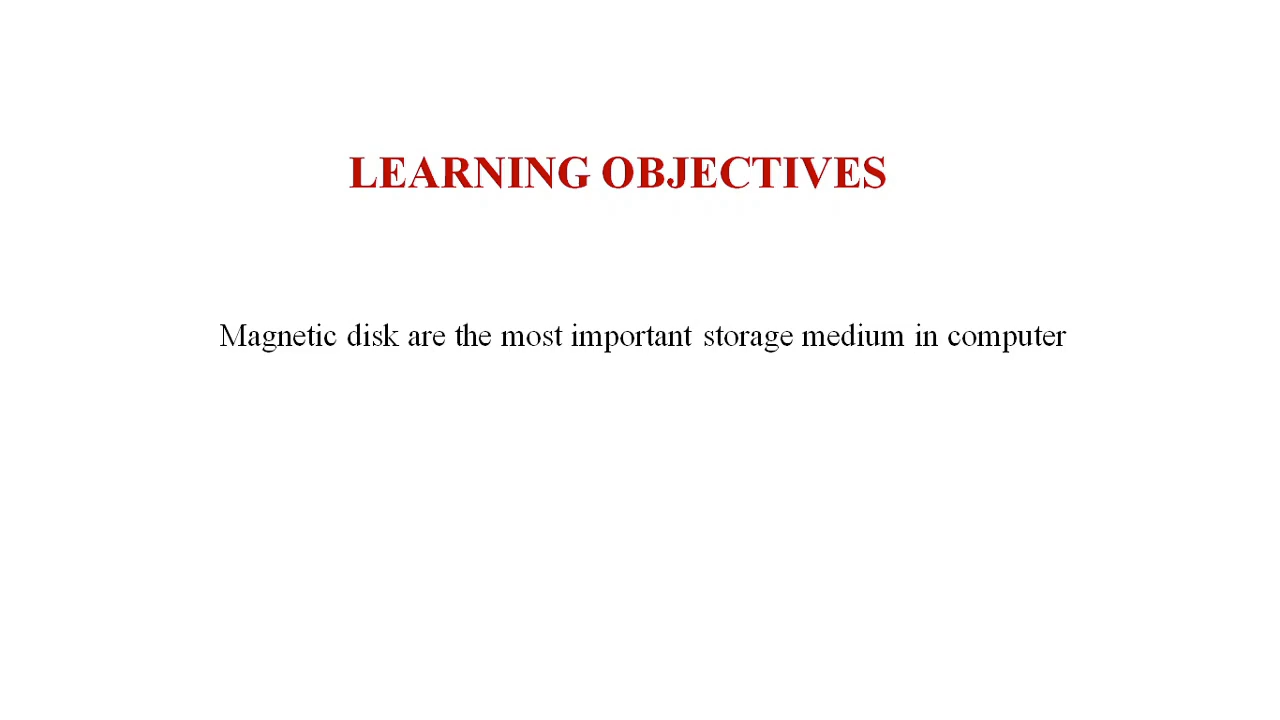 LEARNING OBJECTIVES
Magnetic disk are the most important storage medium in computer